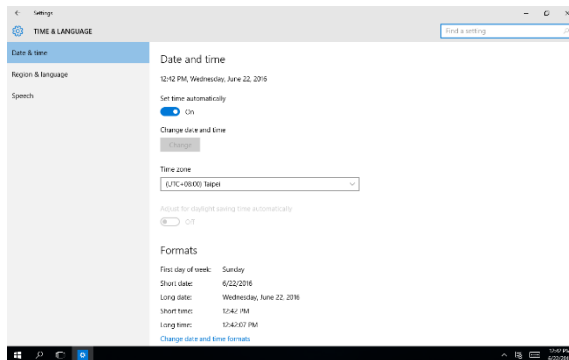 Settings
TIME & LANGUAGE
Find a setting
Date & time
Region & language
Speech
Date and time
12:42 PM, Wednesday, June 22, 2016
Set time automatically
On
Change date and time
Change
Time zone
(UTC+08:00) Taipei
Adjust for daylight saving time automatically
Off
Formats
First day of week: Sunday
Short date: 6/22/2016
Long date: Wednesday, June 22, 2016
Short time: 12:42 PM
Long time: 12:42:07 PM
Change date and time formats
6/22/2016